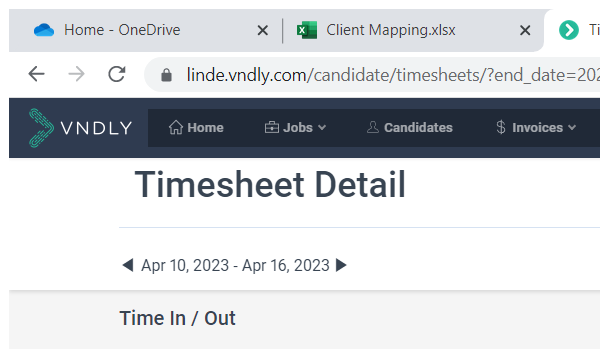 Home - OneDrive
Client Mapping.xlsx
linde.vndly.com/candidate/timesheets/?end_date=202
VNDLY Home Jobs Candidates Invoices
Timesheet Detail
Apr 10, 2023 - Apr 16, 2023
Time In / Out